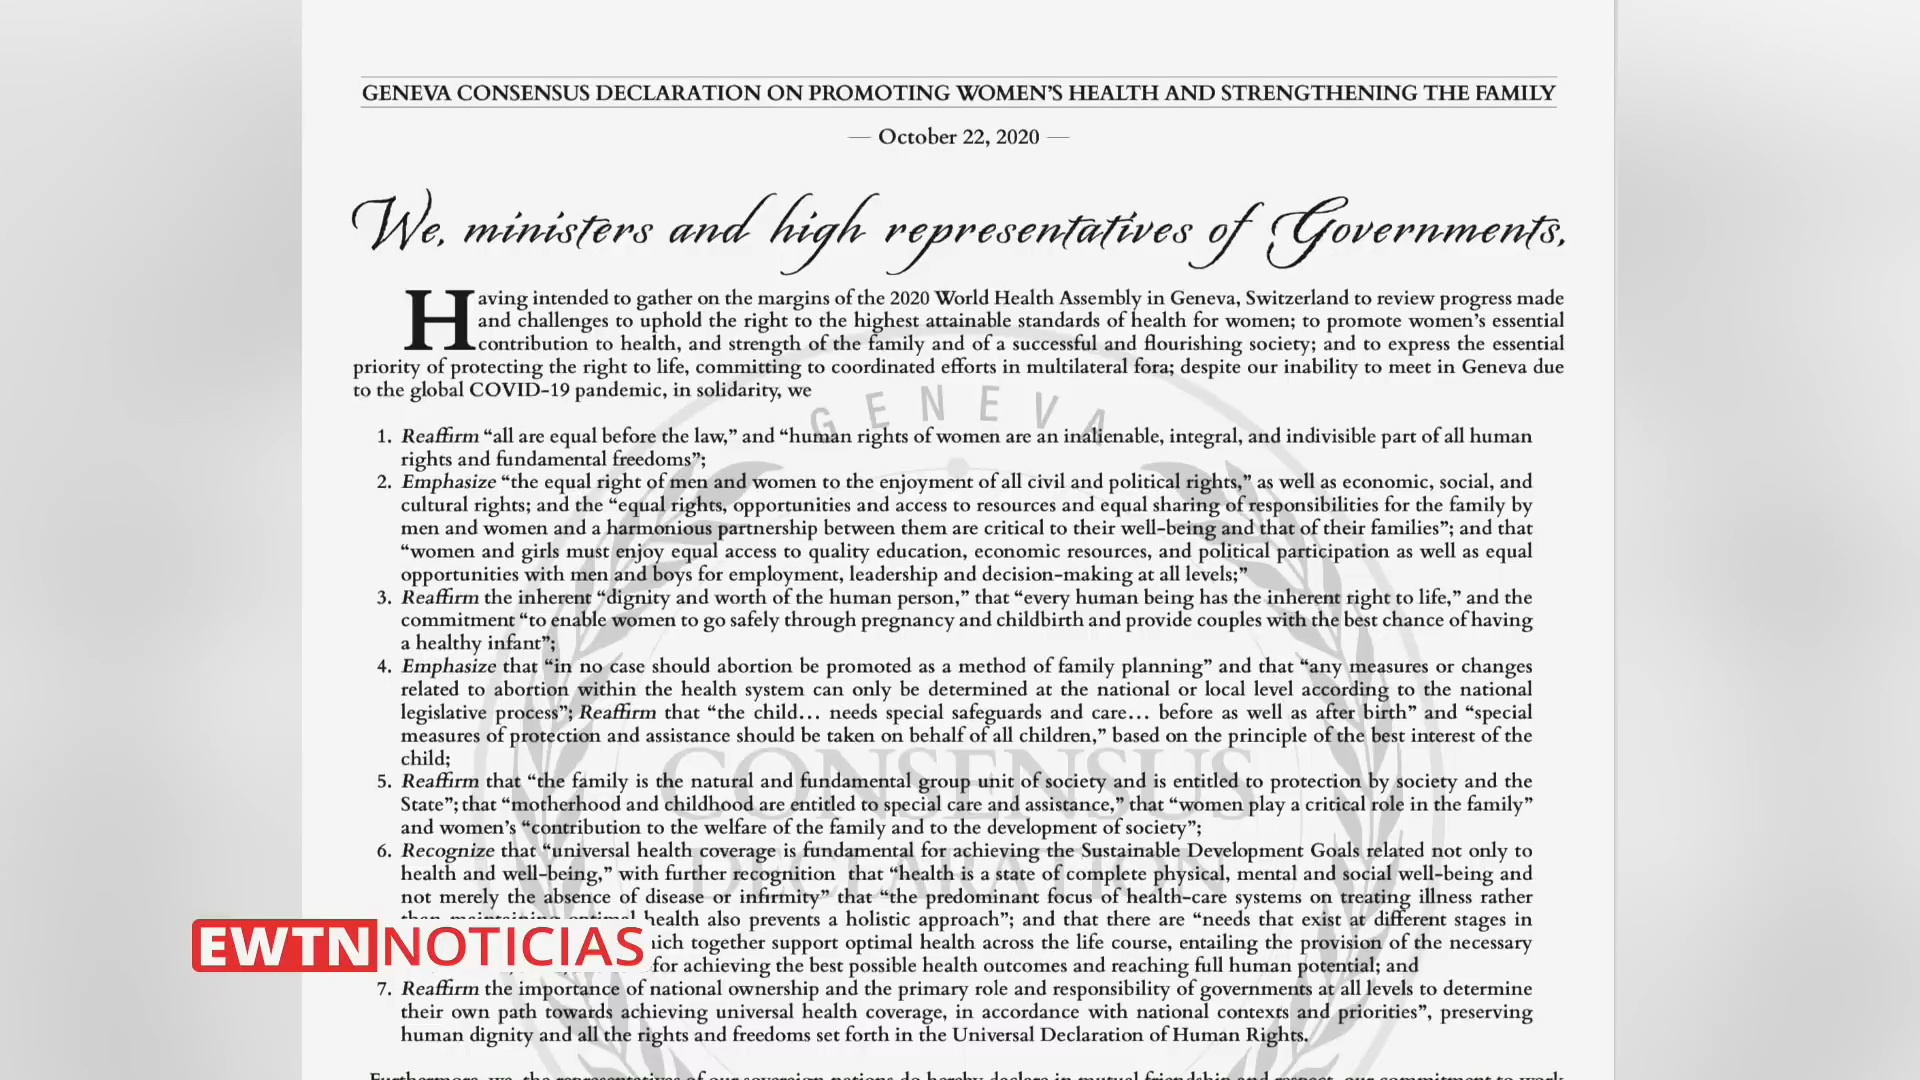 GENEVA CONSENSUS DECLARATION ON PROMOTING WOMEN'S HEALTH AND STRENGTHENING THE FAMILY
— October 22, 2020 —
We, ministers and high representatives of Governments,
Having intended to gather on the margins of the 2020 World Health Assembly in Geneva, Switzerland to review progress made
and challenges to uphold the right to the highest attainable standards of health for women; to promote women's essential
contribution to health, and strength of the family and of a successful and flourishing society; and to express the essential
priority of protecting the right to life, committing to coordinated efforts in multilateral fora; despite our inability to meet in Geneva due
to the global COVID-19 pandemic, in solidarity, we
GENEVA
1. Reaffirm “all are equal before the law,” and “human rights of women are an inalienable, integral, and indivisible part of all human
rights and fundamental freedoms”;
2. Emphasize “the equal right of men and women to the enjoyment of all civil and political rights,” as well as economic, social, and
cultural rights; and the “equal rights, opportunities and access to resources and equal sharing of responsibilities for the family by
men and women and a harmonious partnership between them are critical to their well-being and that of their families”; and that
“women and girls must enjoy equal access to quality education, economic resources, and political participation as well as equal
opportunities with men and boys for employment, leadership and decision-making at all levels;”
3. Reaffirm the inherent “dignity and worth of the human person,” that “every human being has the inherent right to life,” and the
commitment “to enable women to go safely through pregnancy and childbirth and provide couples with the best chance of having
a healthy infant”;
4. Emphasize that “in no case should abortion be promoted as a method of family planning” and that “any measures or changes
related to abortion within the health system can only be determined at the national or local level according to the national
legislative process”; Reaffirm that “the child… needs special safeguards and care… before as well as after birth” and “special
measures of protection and assistance should be taken on behalf of all children,” based on the principle of the best interest of the
child;
CONSENSUS
5. Reaffirm that “the family is the natural and fundamental group unit of society and is entitled to protection by society and the
State”; that “motherhood and childhood are entitled to special care and assistance,” that “women play a critical role in the family”
and women's “contribution to the welfare of the family and to the development of society”;
DECLARATION
6. Recognize that “universal health coverage is fundamental for achieving the Sustainable Development Goals related not only to
health and well-being,” with further recognition that “health is a state of complete physical, mental and social well-being and
not merely the absence of disease or infirmity” that “the predominant focus of health-care systems on treating illness rather
than maintaining optimal health also prevents a holistic approach”; and that there are “needs that exist at different stages in
EWTN NOTICIAS
which together support optimal health across the life course, entailing the provision of the necessary
for achieving the best possible health outcomes and reaching full human potential; and
7. Reaffirm the importance of national ownership and the primary role and responsibility of governments at all levels to determine
their own path towards achieving universal health coverage, in accordance with national contexts and priorities”, preserving
human dignity and all the rights and freedoms set forth in the Universal Declaration of Human Rights.
Furthermore, we, the representatives of our sovereign nations do hereby declare in mutual friendship and respect, our commitment to work